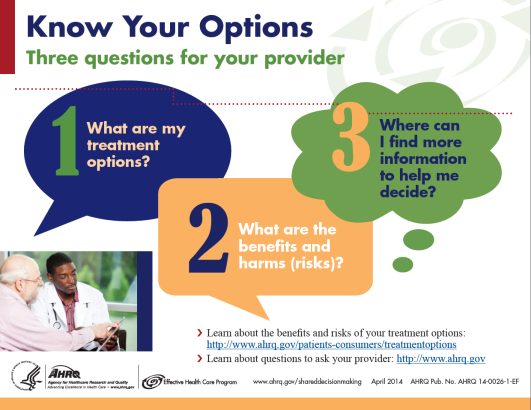 Know Your Options
Three questions for your provider
1 What are my
treatment
options?
2 What are the
benefits and
harms (risks)?
3 Where can
I find more
information
to help me
decide?
› Learn about the benefits and risks of your treatment options:
http://www.ahrq.gov/patients-consumers/treatmentoptions
› Learn about questions to ask your provider: http://www.ahrq.gov
AHRQ
Agency for Healthcare Research and Quality
Advancing Excellence in Health Care • www.ahrq.gov
Effective Health Care Program
www.ahrq.gov/shareddecisionmaking April 2014 AHRQ Pub. No. AHRQ 14-0026-1-EF